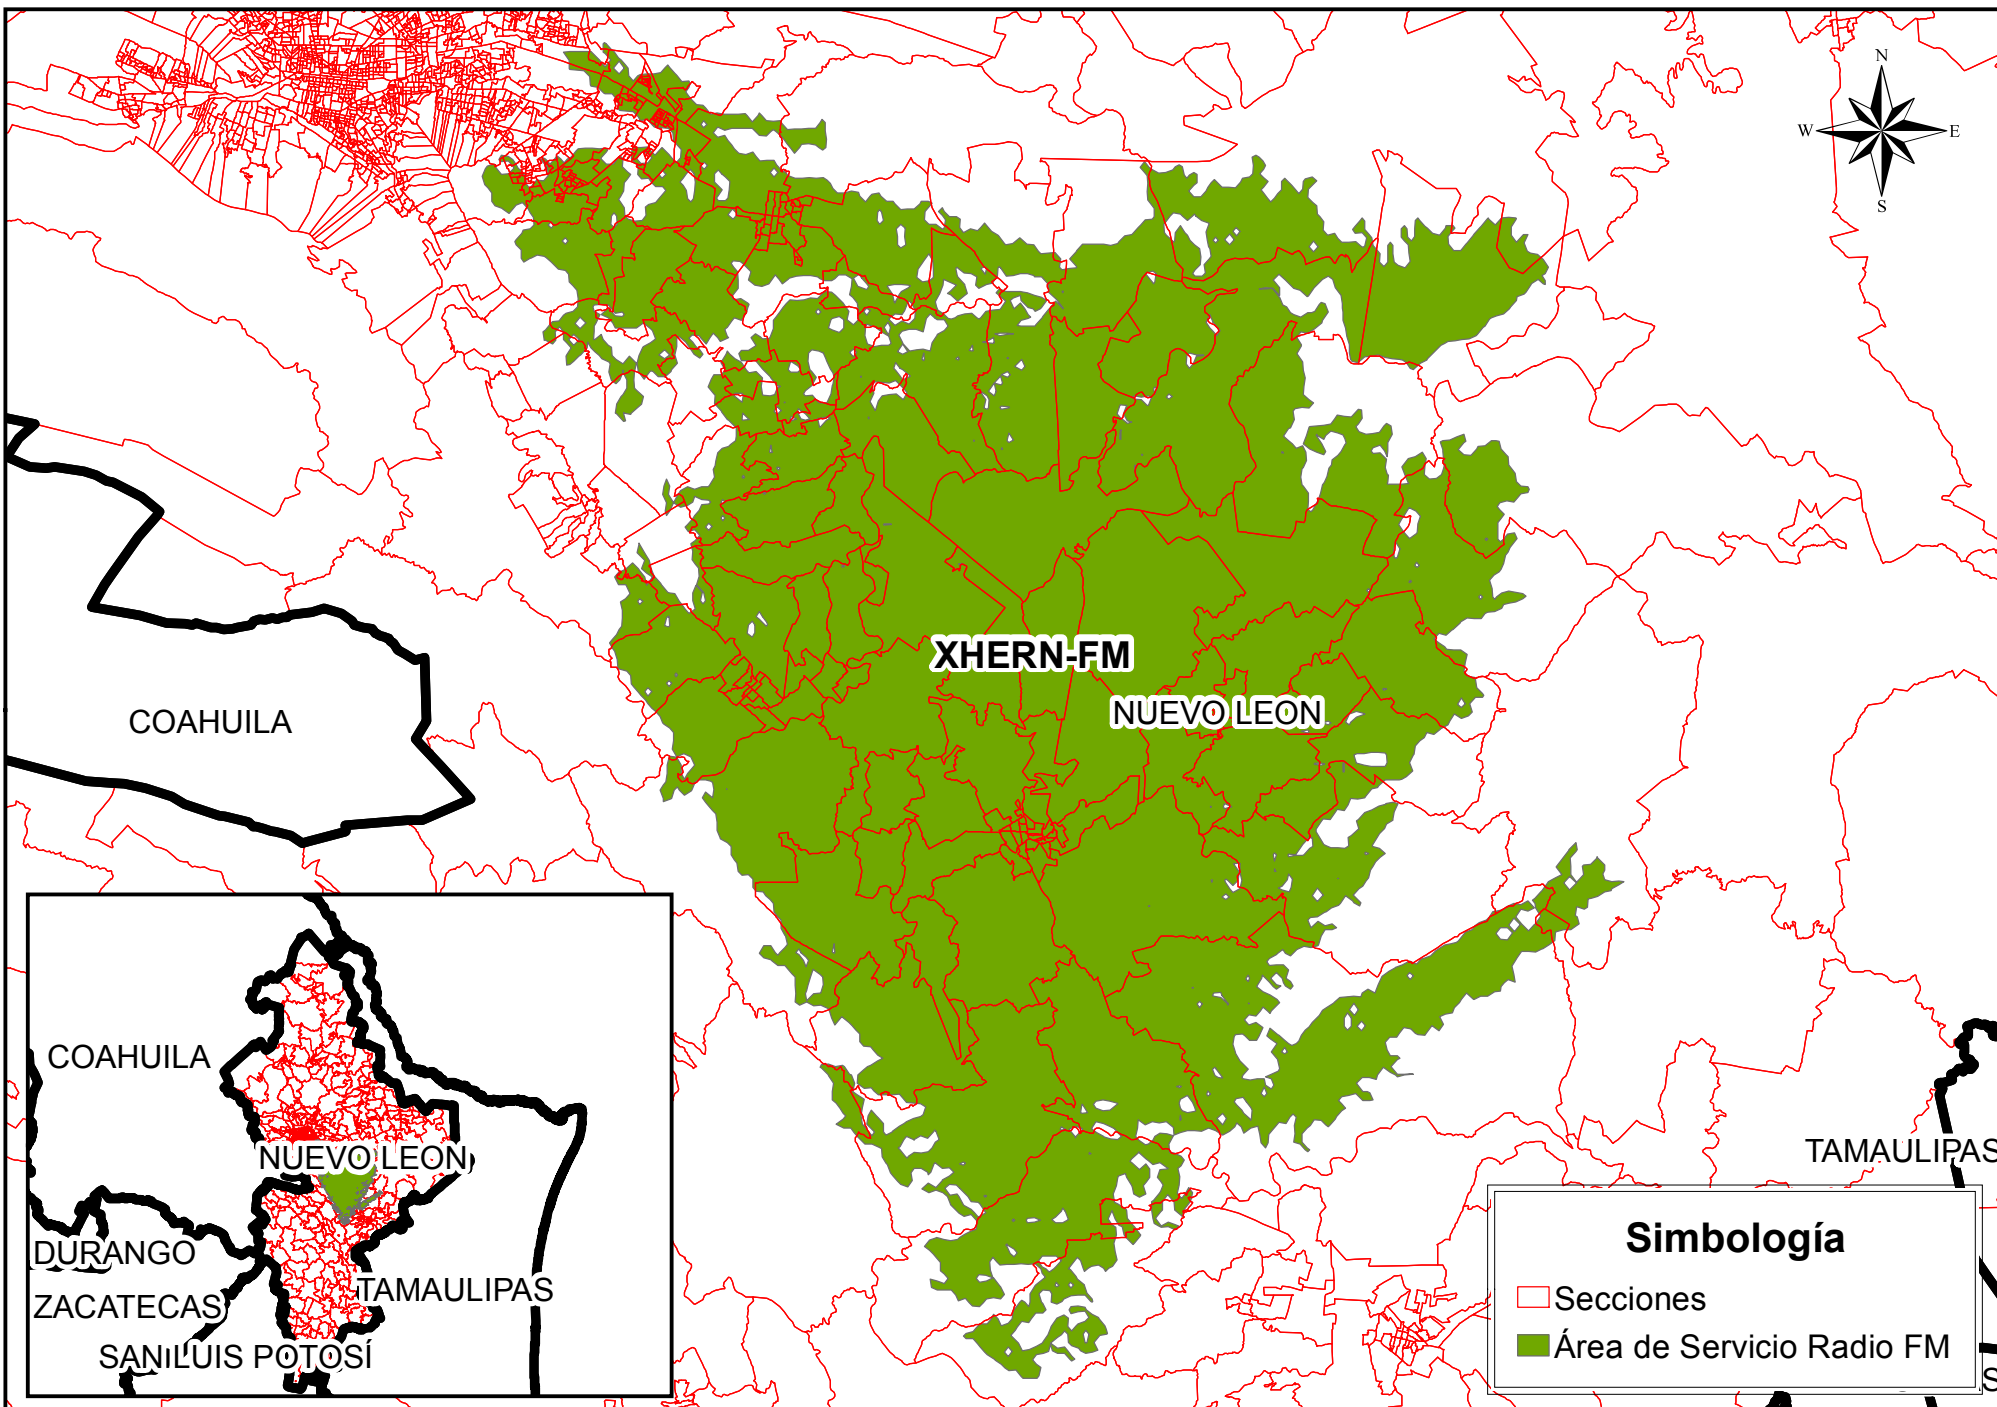 N
W E
S
XHERN-FM
NUEVO LEON
COAHUILA
TAMAULIPAS
COAHUILA
NUEVO LEON
DURANGO
ZACATECAS
TAMAULIPAS
SAN LUIS POTOSÍ
Simbología
Secciones
Área de Servicio Radio FM